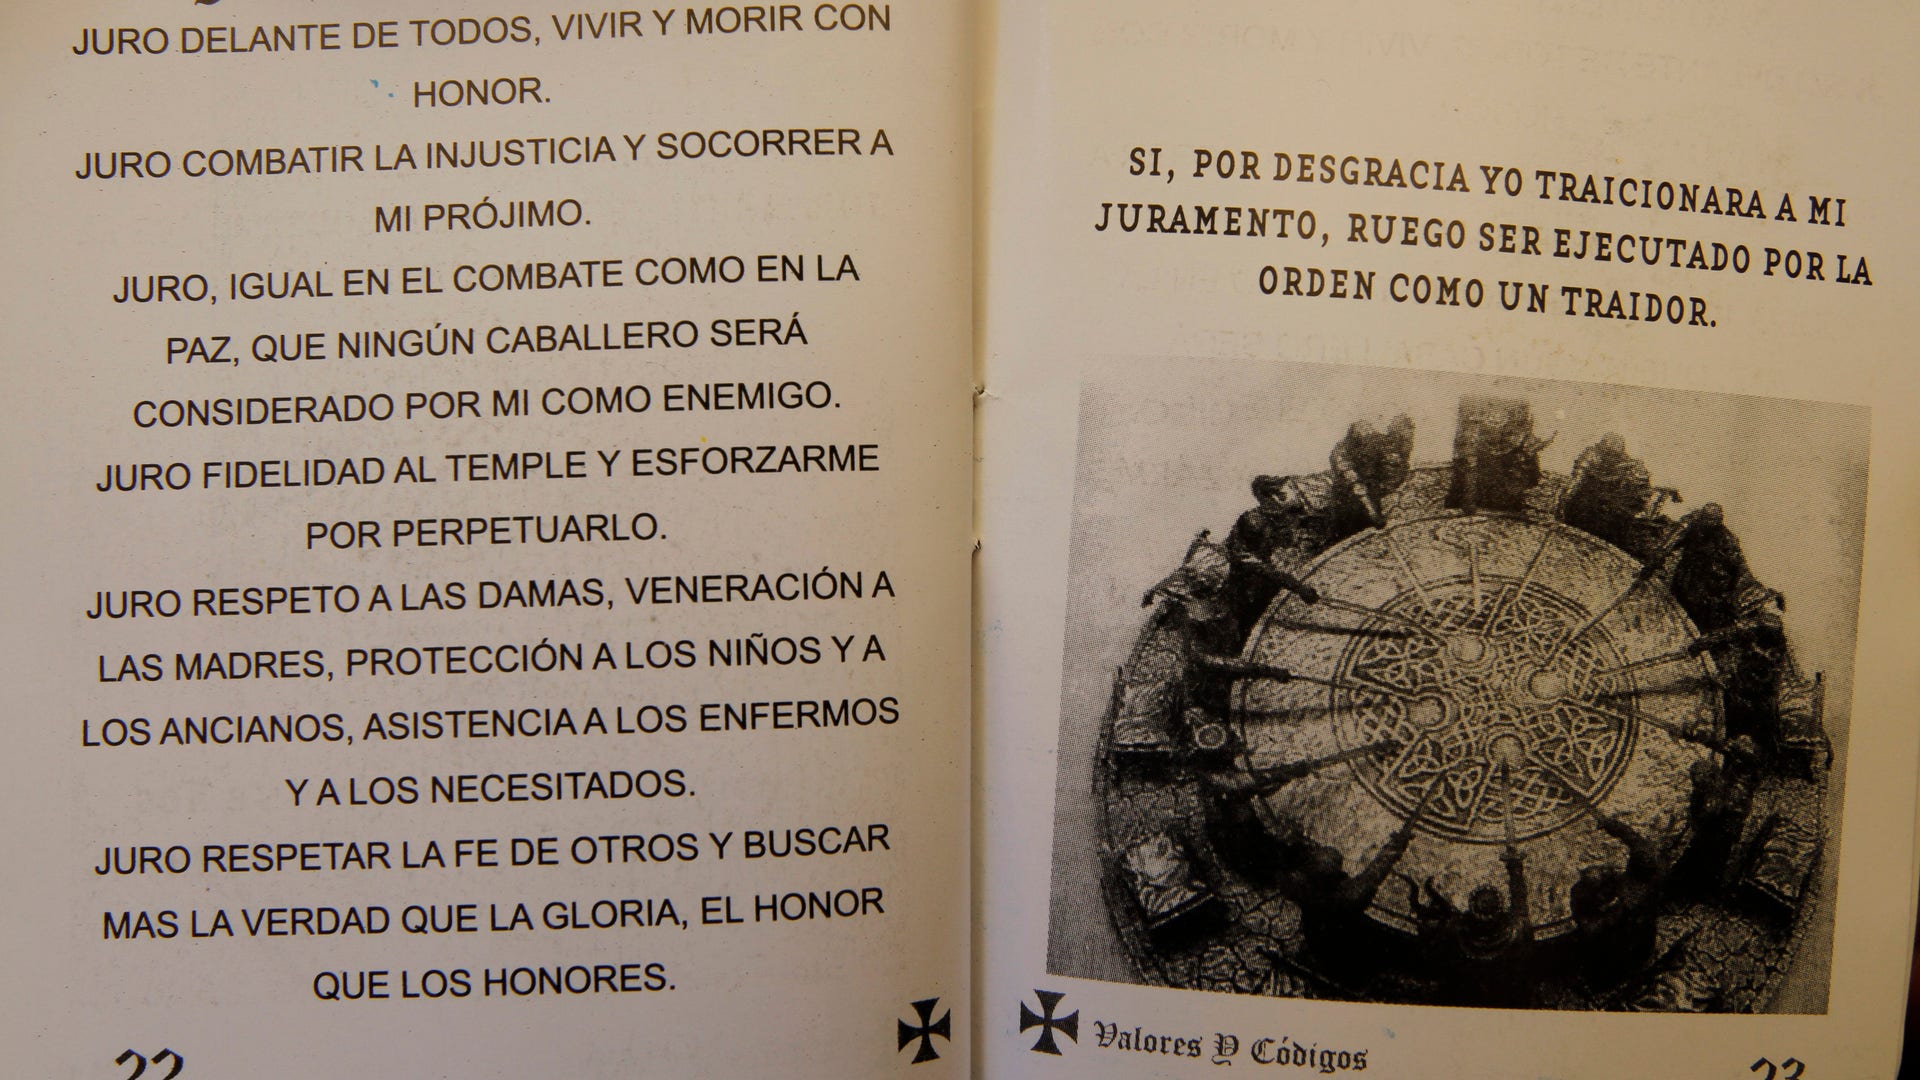 JURO DELANTE DE TODOS, VIVIR Y MORIR CON
HONOR.
JURO COMBATIR LA INJUSTICIA Y SOCORRER A
MI PRÓJIMO.
JURO, IGUAL EN EL COMBATE COMO EN LA
PAZ, QUE NINGÚN CABALLERO SERÁ
CONSIDERADO POR MI COMO ENEMIGO.
JURO FIDELIDAD AL TEMPLE Y ESFORZARME
POR PERPETUARLO.
JURO RESPETO A LAS DAMAS, VENERACIÓN A
LAS MADRES, PROTECCIÓN A LOS NIÑOS Y A
LOS ANCIANOS, ASISTENCIA A LOS ENFERMOS
Y A LOS NECESITADOS.
JURO RESPETAR LA FE DE OTROS Y BUSCAR
MAS LA VERDAD QUE LA GLORIA, EL HONOR
QUE LOS HONORES.
22
SI, POR DESGRACIA YO TRAICIONARA A MI
JURAMENTO, RUEGO SER EJECUTADO POR LA
ORDEN COMO UN TRAIDOR.
Valores Y Códigos
23